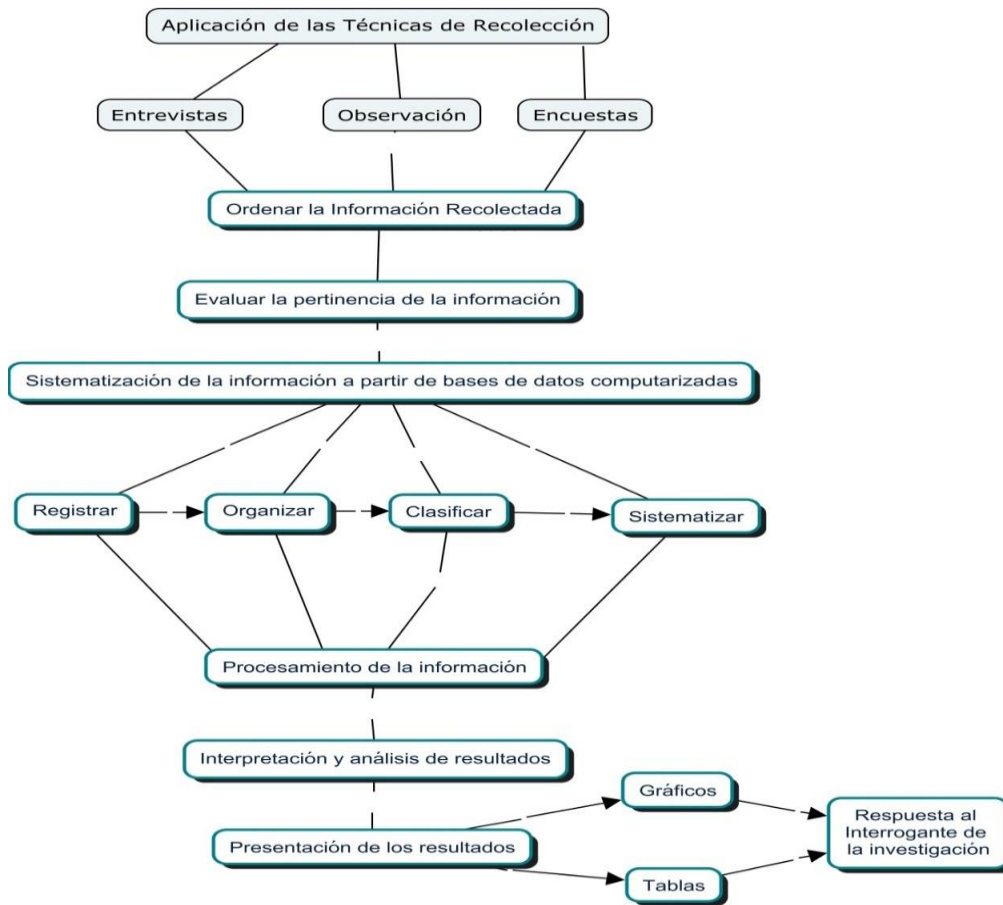 Aplicación de las Técnicas de Recolección
Entrevistas
Observación
Encuestas
Ordenar la Información Recolectada
Evaluar la pertinencia de la información
Sistematización de la información a partir de bases de datos computarizadas
Registrar
Organizar
Clasificar
Sistematizar
Procesamiento de la información
Interpretación y análisis de resultados
Presentación de los resultados
Gráficos
Tablas
Respuesta al
Interrogante de
la investigación